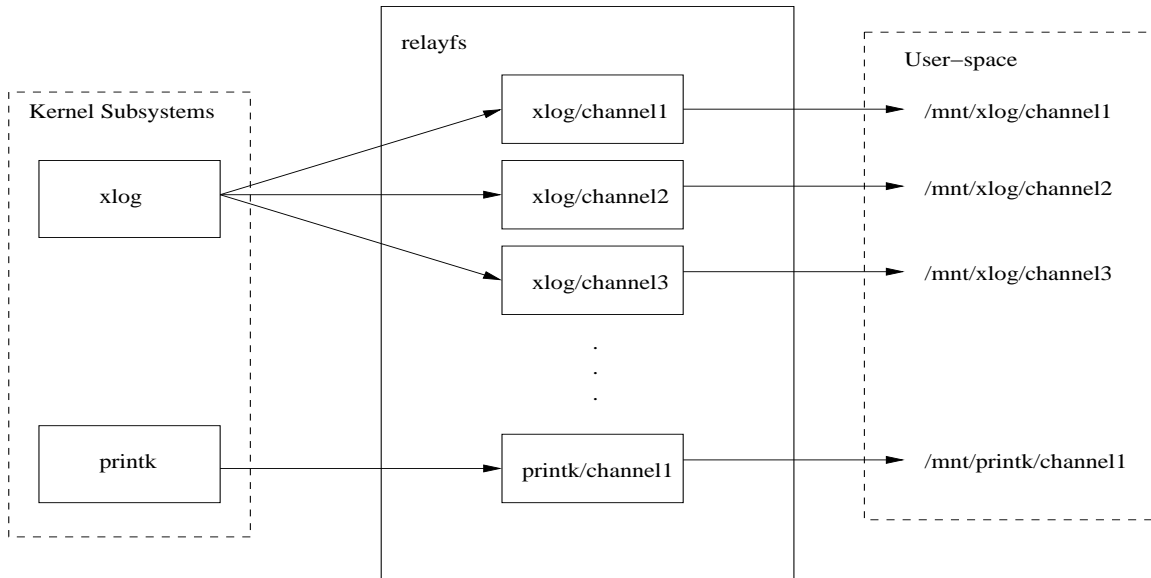 relayfs
User−space
Kernel Subsystems
xlog/channel1
/mnt/xlog/channel1
xlog
xlog/channel2
/mnt/xlog/channel2
xlog/channel3
/mnt/xlog/channel3
.
.
.
printk
printk/channel1
/mnt/printk/channel1